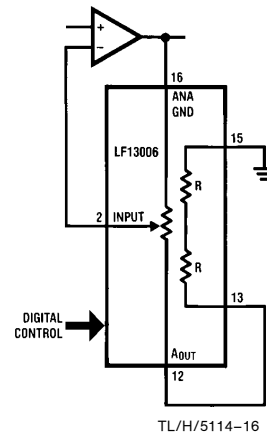 +
−
16
ANA
GND
15
LF13006
R
2
INPUT
R
13
DIGITAL
CONTROL
AOUT
12
TL/H/5114–16